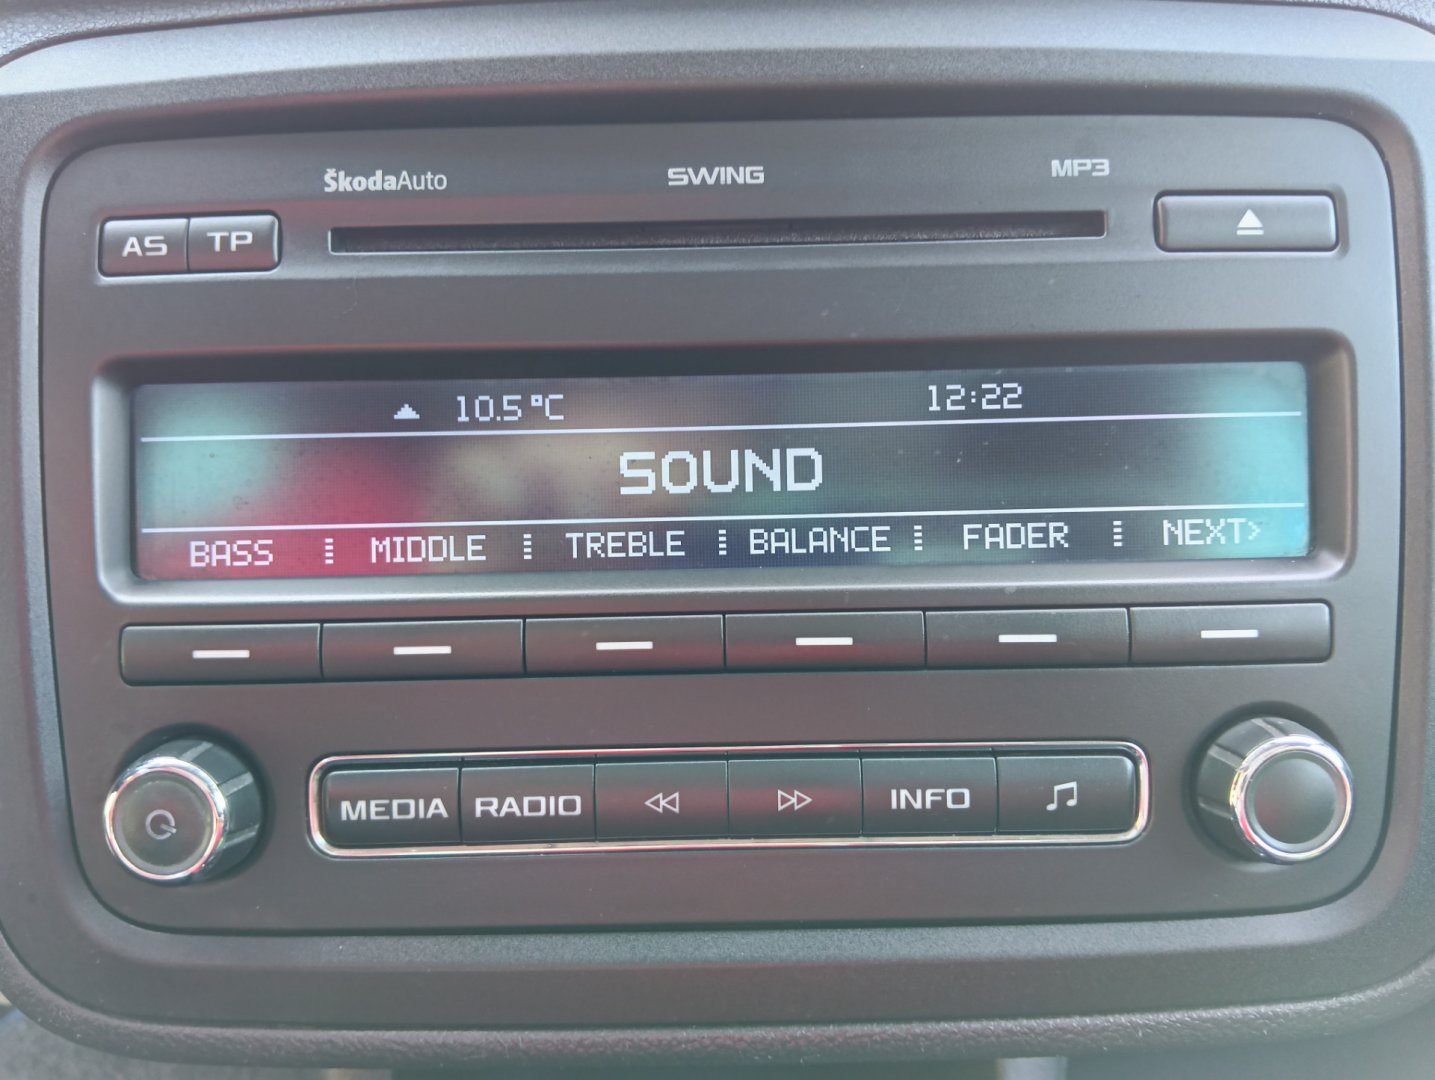 ŠkodaAuto SWING MP3
AS TP
10.5 °C 12:22
SOUND
BASS MIDDLE TREBLE BALANCE FADER NEXT>
MEDIA RADIO INFO